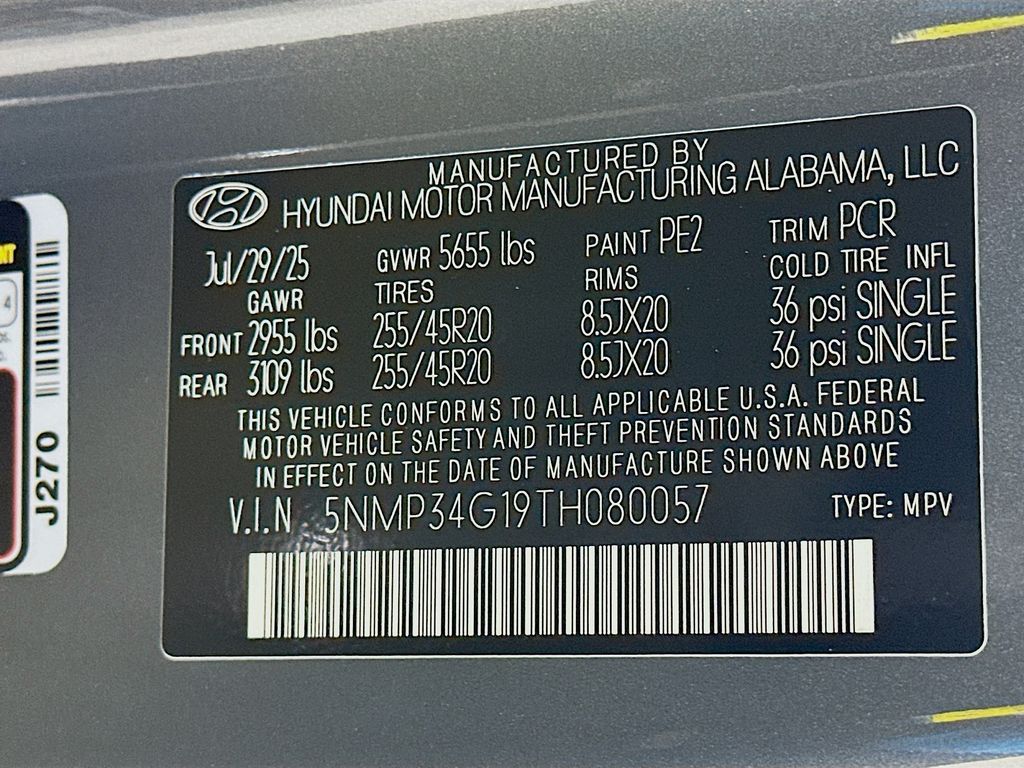 MANUFACTURED BY
HYUNDAI MOTOR MANUFACTURING ALABAMA, LLC
Jul/29/25 GVWR 5655 lbs PAINT PE2 TRIM PCR
GAWR TIRES RIMS COLD TIRE INFL
FRONT 2955 lbs 255/45R20 8.5JX20 36 psi SINGLE
REAR 3109 lbs 255/45R20 8.5JX20 36 psi SINGLE
THIS VEHICLE CONFORMS TO ALL APPLICABLE U.S.A. FEDERAL
MOTOR VEHICLE SAFETY AND THEFT PREVENTION STANDARDS
IN EFFECT ON THE DATE OF MANUFACTURE SHOWN ABOVE
V.I.N 5NMP34G19TH080057 TYPE: MPV
J270
4